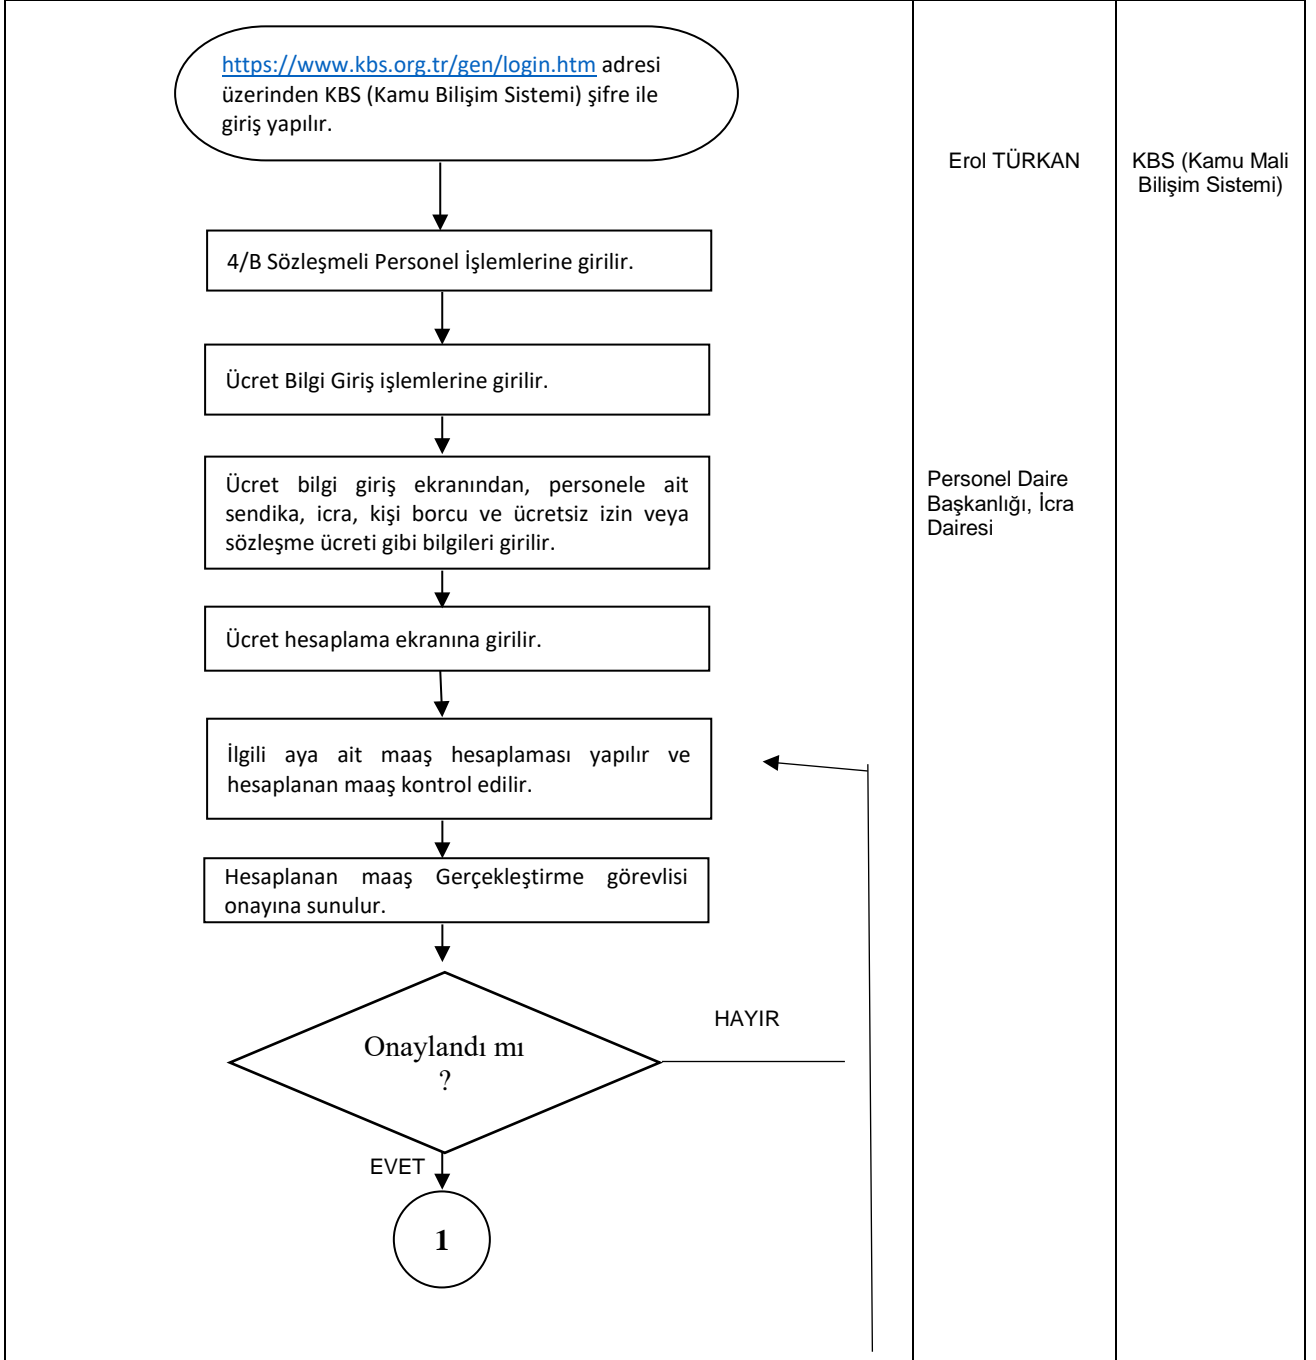 https://www.kbs.org.tr/gen/login.htm adresi
üzerinden KBS (Kamu Bilişim Sistemi) şifre ile
giriş yapılır.
Erol TÜRKAN
KBS (Kamu Mali
Bilişim Sistemi)
4/B Sözleşmeli Personel İşlemlerine girilir.
Ücret Bilgi Giriş işlemlerine girilir.
Ücret bilgi giriş ekranından, personele ait
sendika, icra, kişi borcu ve ücretsiz izin veya
sözleşme ücreti gibi bilgileri girilir.
Personel Daire
Başkanlığı, İcra
Dairesi
Ücret hesaplama ekranına girilir.
İlgili aya ait maaş hesaplaması yapılır ve
hesaplanan maaş kontrol edilir.
Hesaplanan maaş Gerçekleştirme görevlisi
onayına sunulur.
HAYIR
Onaylandı mı
?
EVET
1